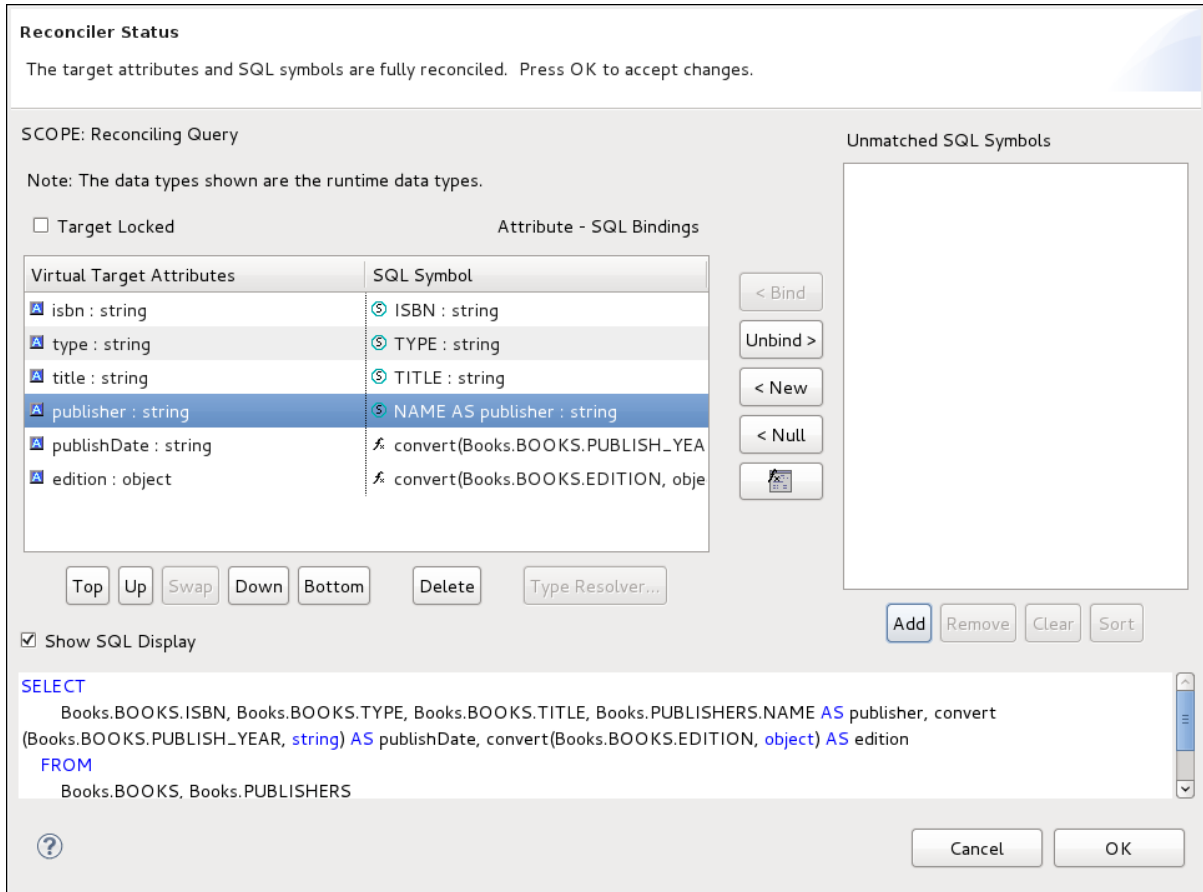 Reconciler Status
The target attributes and SQL symbols are fully reconciled.  Press OK to accept changes.
SCOPE: Reconciling Query
Unmatched SQL Symbols
Note: The data types shown are the runtime data types.
Target Locked
Attribute - SQL Bindings
Virtual Target Attributes
SQL Symbol
isbn : string
ISBN : string
type : string
TYPE : string
title : string
TITLE : string
publisher : string
NAME AS publisher : string
publishDate : string
convert(Books.BOOKS.PUBLISH_YEA
edition : object
convert(Books.BOOKS.EDITION, obje
< Bind
Unbind >
< New
< Null
Top
Up
Swap
Down
Bottom
Delete
Type Resolver...
Add
Remove
Clear
Sort
Show SQL Display
SELECT
Books.BOOKS.ISBN, Books.BOOKS.TYPE, Books.BOOKS.TITLE, Books.PUBLISHERS.NAME AS publisher, convert
(Books.BOOKS.PUBLISH_YEAR, string) AS publishDate, convert(Books.BOOKS.EDITION, object) AS edition
FROM
Books.BOOKS, Books.PUBLISHERS
Cancel
OK